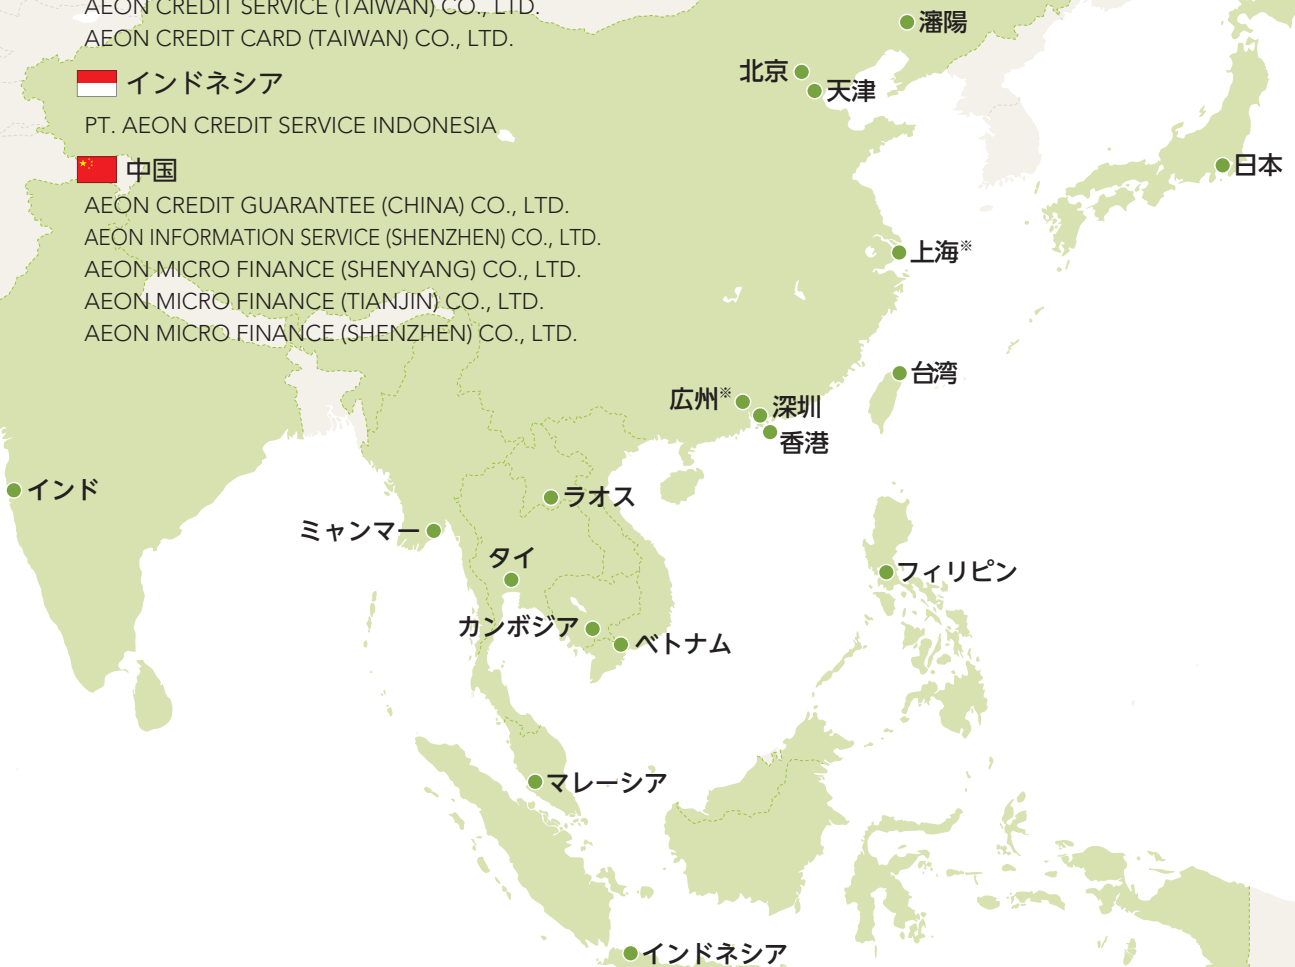 AEON CREDIT SERVICE (TAIWAN) CO., LTD.
AEON CREDIT CARD (TAIWAN) CO., LTD.
インドネシア
PT. AEON CREDIT SERVICE INDONESIA
中国
AEON CREDIT GUARANTEE (CHINA) CO., LTD.
AEON INFORMATION SERVICE (SHENZHEN) CO., LTD.
AEON MICRO FINANCE (SHENYANG) CO., LTD.
AEON MICRO FINANCE (TIANJIN) CO., LTD.
AEON MICRO FINANCE (SHENZHEN) CO., LTD.
瀋陽
北京
天津
日本
上海※
台湾
広州※
深圳
香港
インド
ラオス
ミャンマー
タイ
フィリピン
カンボジア
ベトナム
マレーシア
インドネシア